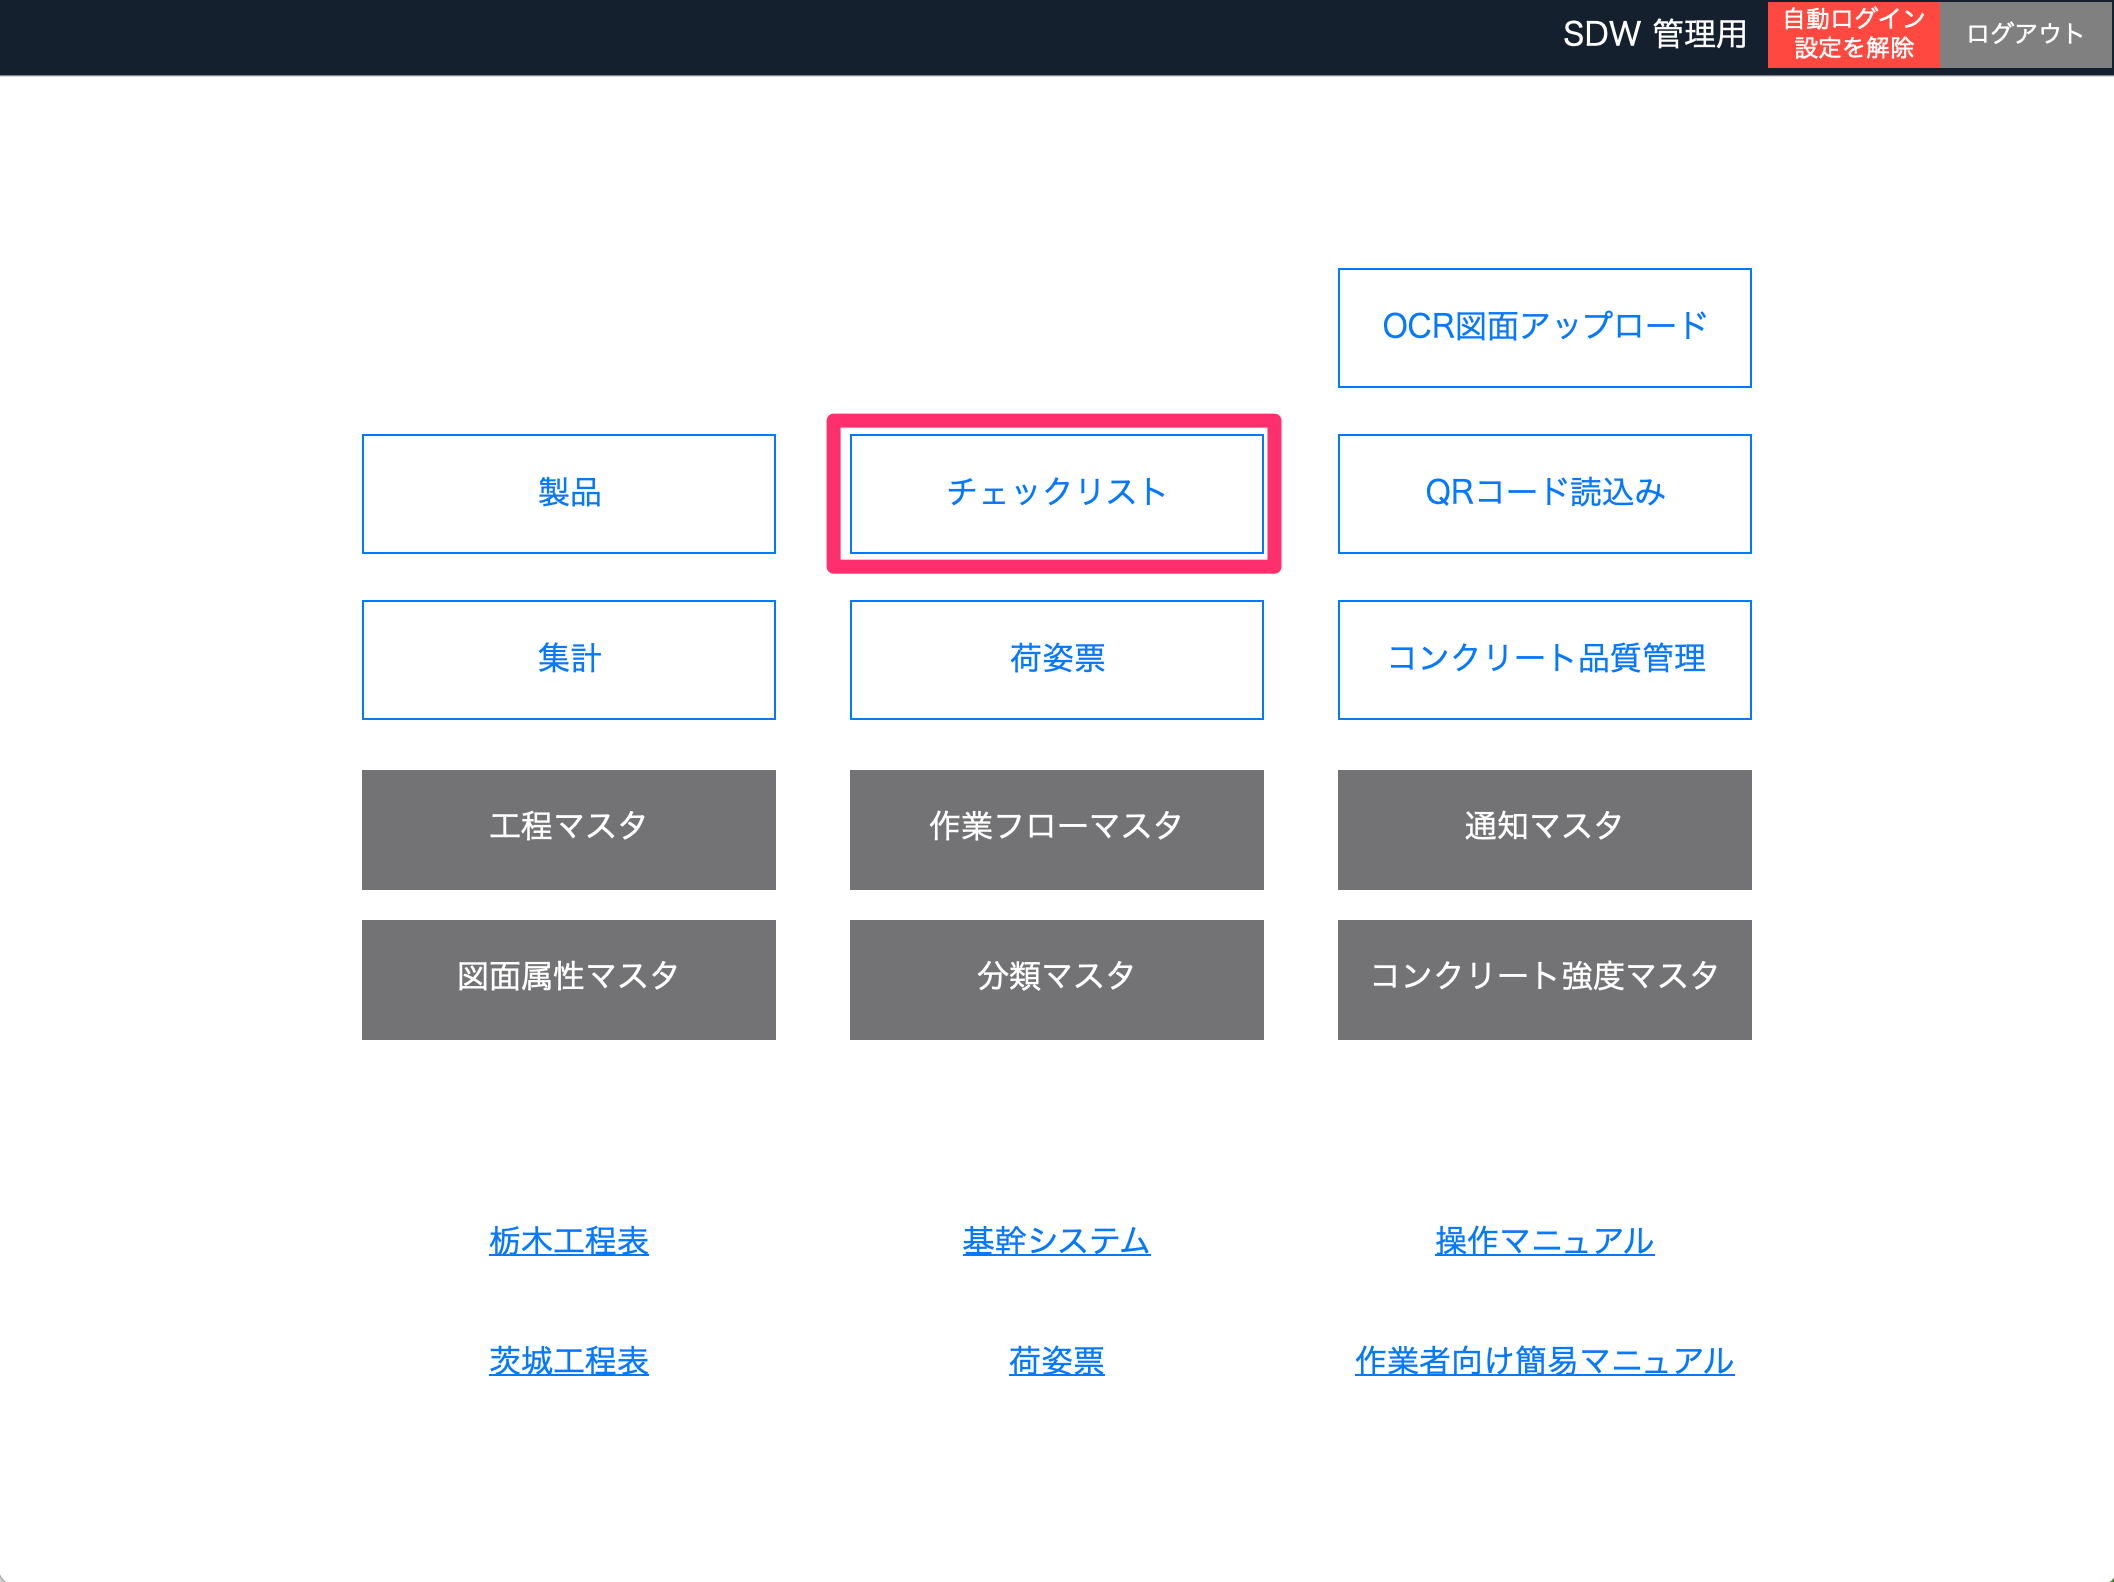 SDW 管理用
自動ログイン
設定を解除
ログアウト
OCR図面アップロード
製品
チェックリスト
QRコード読込み
集計
荷姿票
コンクリート品質管理
工程マスタ
作業フローマスタ
通知マスタ
図面属性マスタ
分類マスタ
コンクリート強度マスタ
栃木工程表
基幹システム
操作マニュアル
茨城工程表
荷姿票
作業者向け簡易マニュアル